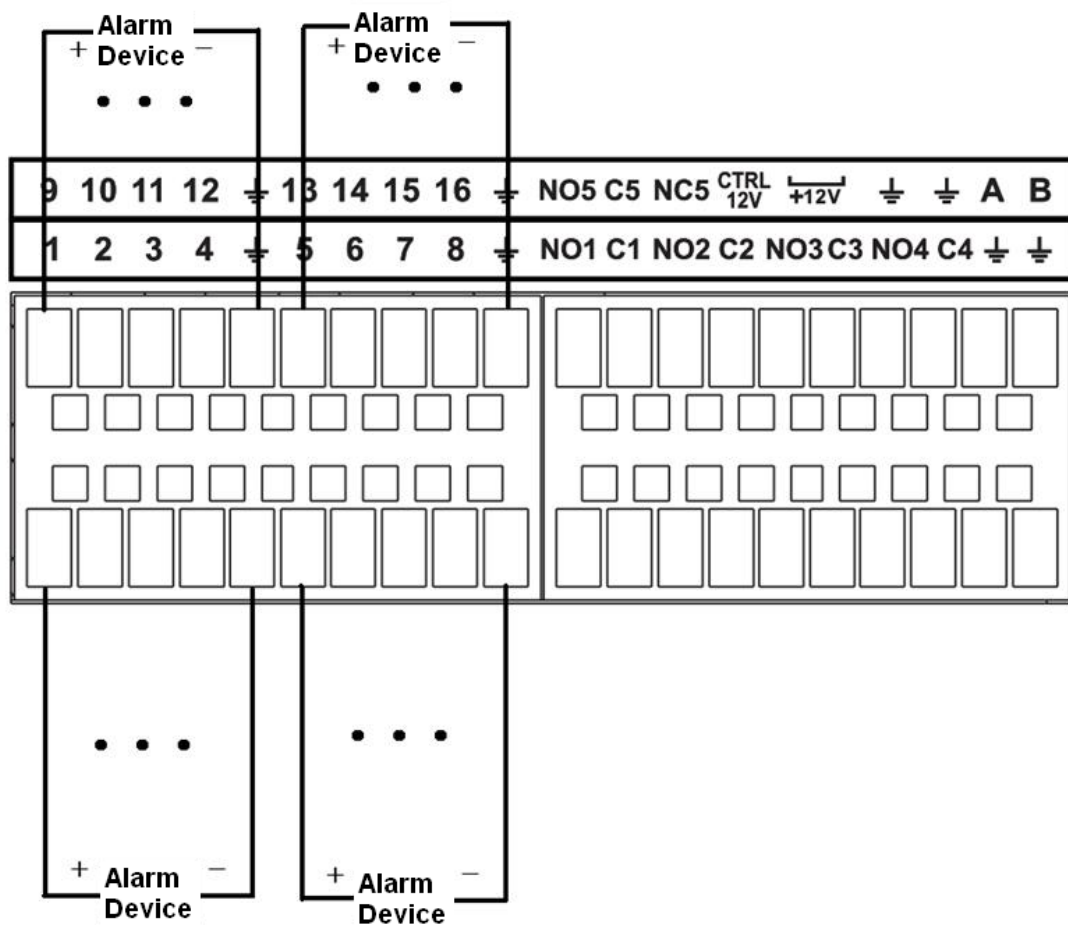 Alarm
+ Device −
Alarm
+ Device −
9 10 11 12 ⏚ 13 14 15 16 ⏚ NO5 C5 NC5 CTRL 12V +12V ⏚ ⏚ A B
1 2 3 4 ⏚ 5 6 7 8 ⏚ NO1 C1 NO2 C2 NO3 C3 NO4 C4 ⏚ ⏚
+ Alarm −
Device
+ Alarm −
Device